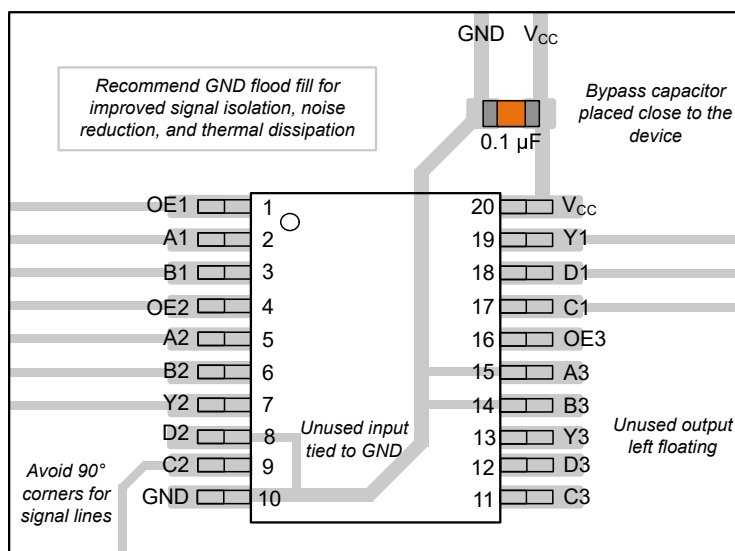 GND VCC
Recommend GND flood fill for
improved signal isolation, noise
reduction, and thermal dissipation
Bypass capacitor
placed close to the
device
0.1 µF
OE1 1 20 VCC
A1 2 19 Y1
B1 3 18 D1
OE2 4 17 C1
A2 5 16 OE3
B2 6 15 A3
Y2 7 14 B3
D2 8 13 Y3
C2 9 12 D3
GND 10 11 C3
Unused input
tied to GND
Unused output
left floating
Avoid 90°
corners for
signal lines